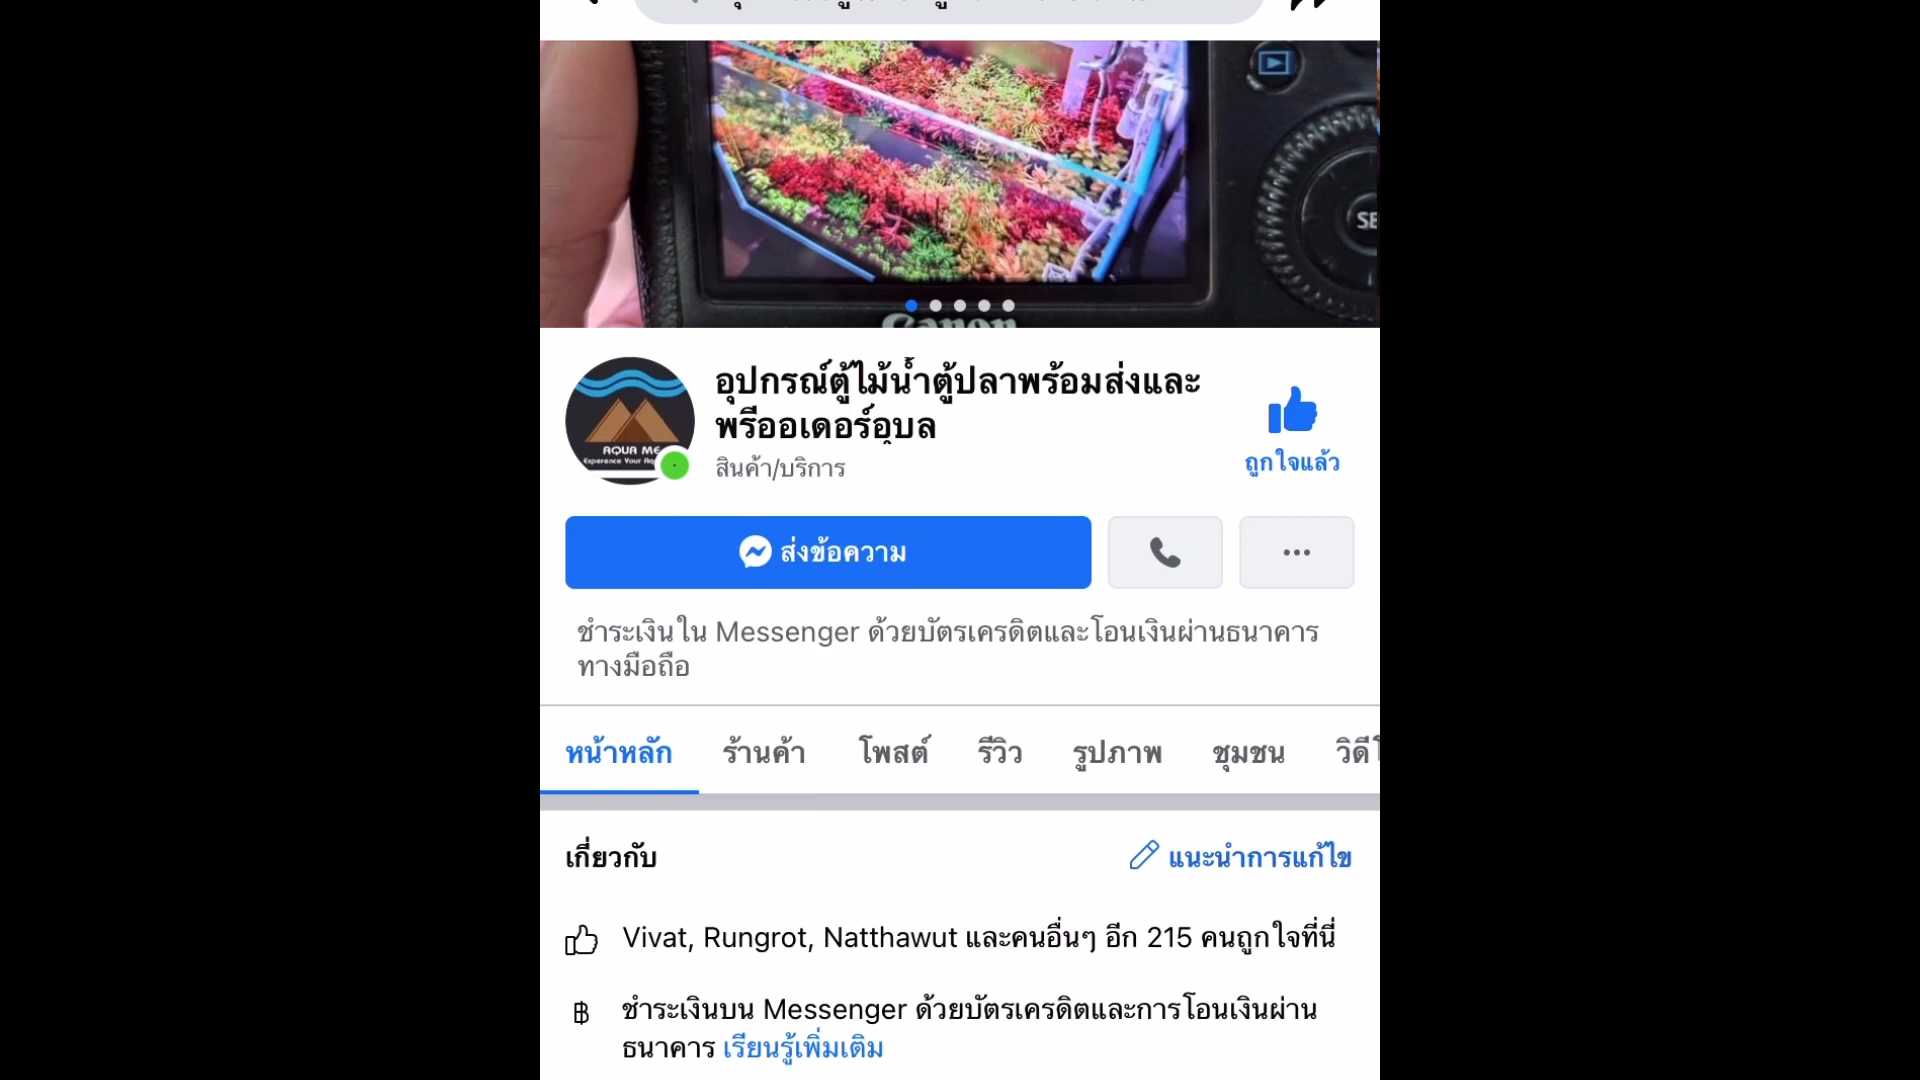 SE
Canon
อุปกรณ์ตู้ไม้น้ำตู้ปลาพร้อมส่งและ
พรีออเดอร์อุบล
AQUA ME
Experence Your
สินค้า/บริการ
ถูกใจแล้ว
ส่งข้อความ
ชำระเงินใน Messenger ด้วยบัตรเครดิตและโอนเงินผ่านธนาคาร
ทางมือถือ
หน้าหลัก ร้านค้า โพสต์ รีวิว รูปภาพ ชุมชน วิดีโ
เกี่ยวกับ แนะนำการแก้ไข
Vivat, Rungrot, Natthawut และคนอื่นๆ อีก 215 คนถูกใจที่นี่
฿ ชำระเงินบน Messenger ด้วยบัตรเครดิตและการโอนเงินผ่าน
ธนาคาร เรียนรู้เพิ่มเติม